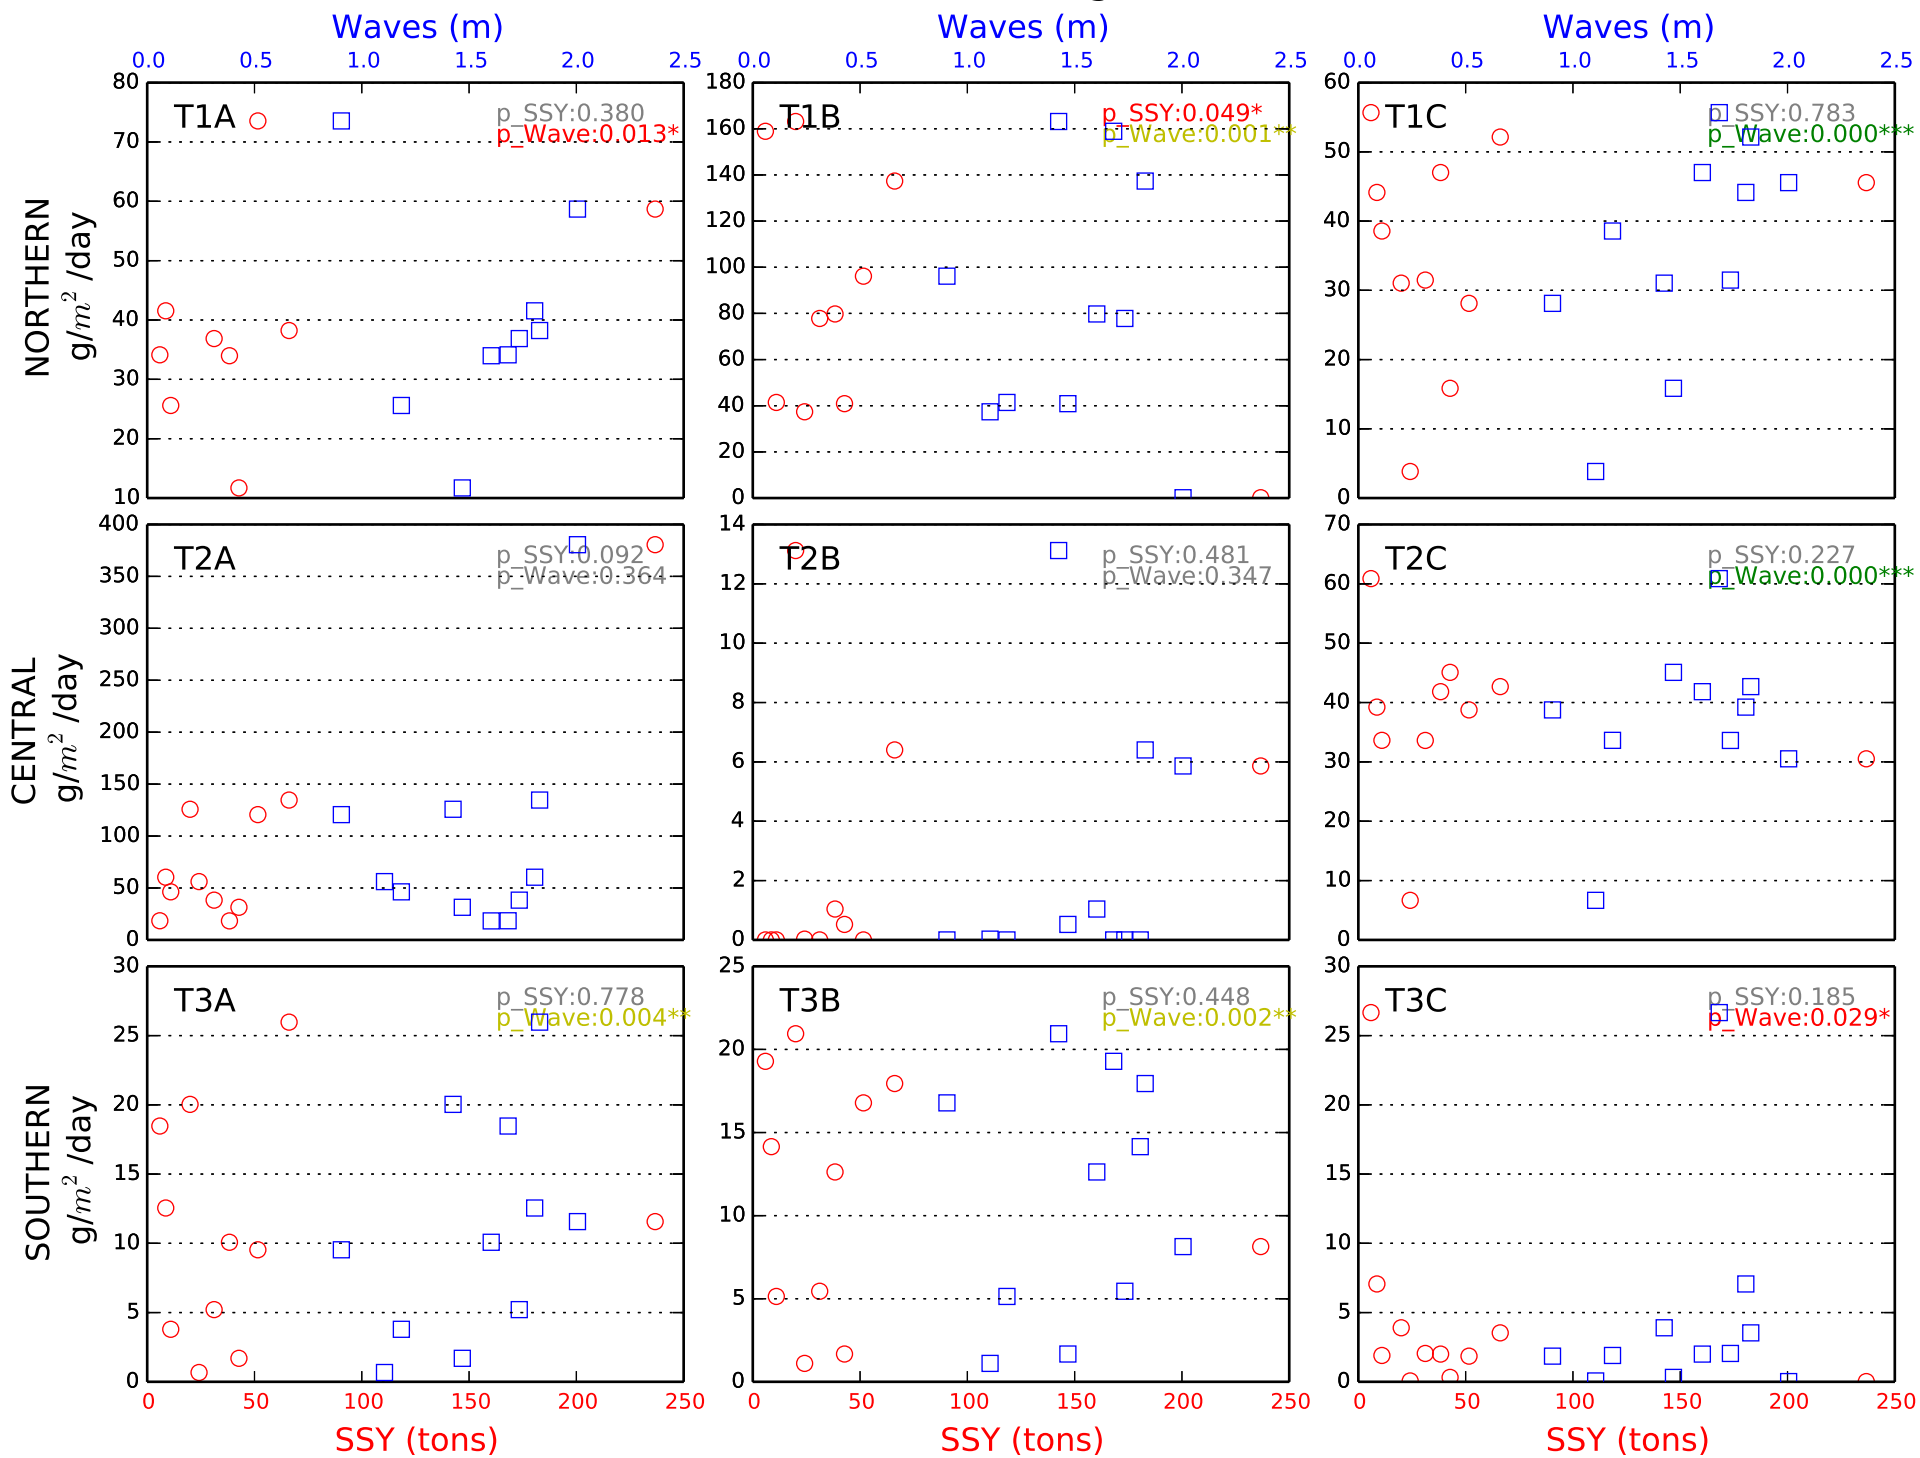 Waves (m) Waves (m) Waves (m)
0.0 0.5 1.0 1.5 2.0 2.5 0.0 0.5 1.0 1.5 2.0 2.5 0.0 0.5 1.0 1.5 2.0 2.5
NORTHERN
g/m² /day
80
70
60
50
40
30
20
10
T1A
p_SSY:0.380
p_Wave:0.013*
180
160
140
120
100
80
60
40
20
0
T1B
p_SSY:0.049*
p_Wave:0.001**
60
50
40
30
20
10
0
T1C
p_SSY:0.783
p_Wave:0.000***
CENTRAL
g/m² /day
400
350
300
250
200
150
100
50
0
T2A
p_SSY:0.092
p_Wave:0.364
14
12
10
8
6
4
2
0
T2B
p_SSY:0.481
p_Wave:0.347
70
60
50
40
30
20
10
0
T2C
p_SSY:0.227
p_Wave:0.000***
SOUTHERN
g/m² /day
30
25
20
15
10
5
0
T3A
p_SSY:0.778
p_Wave:0.004**
25
20
15
10
5
0
T3B
p_SSY:0.448
p_Wave:0.002**
30
25
20
15
10
5
0
T3C
p_SSY:0.185
p_Wave:0.029*
0 50 100 150 200 250 0 50 100 150 200 250 0 50 100 150 200 250
SSY (tons) SSY (tons) SSY (tons)